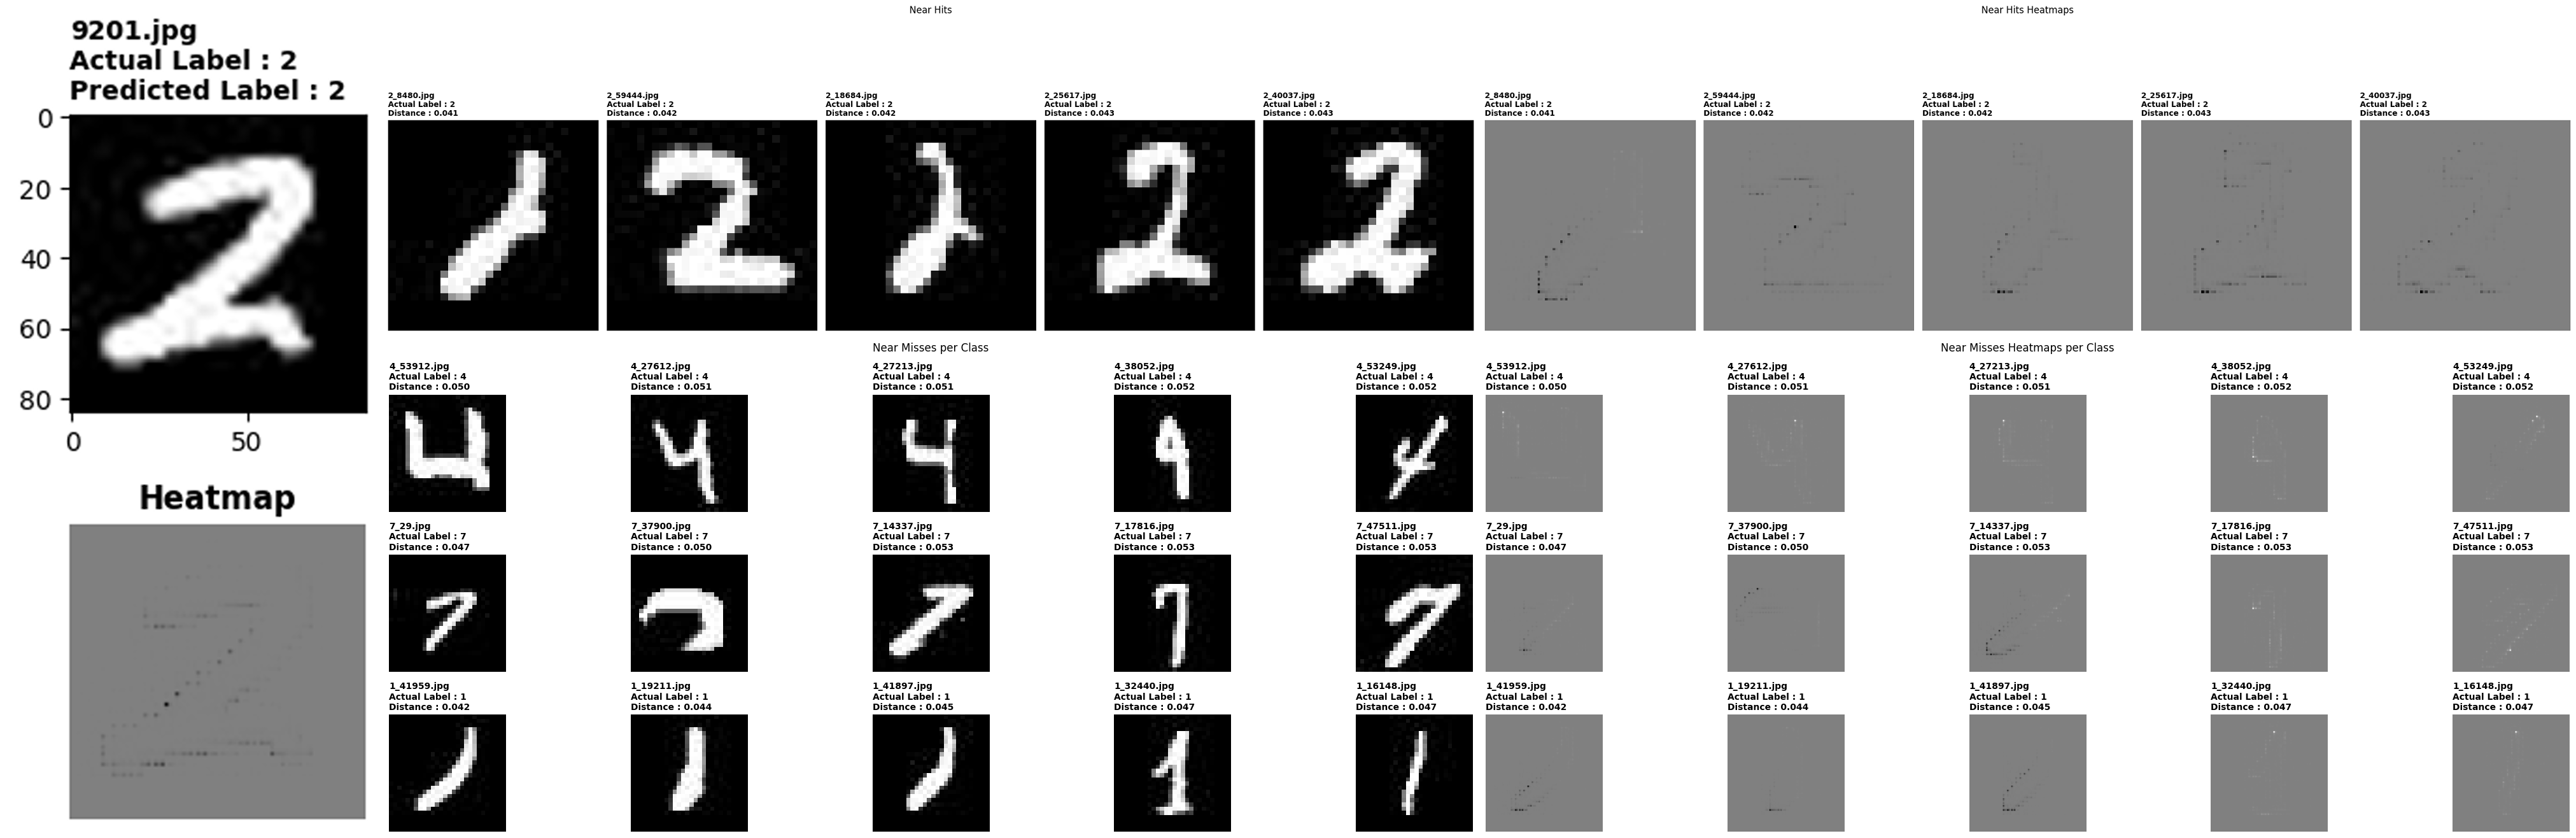 Near Hits
Near Hits Heatmaps
9201.jpg
Actual Label : 2
Predicted Label : 2
0
20
40
60
80
0
50
2_8480.jpg
Actual Label : 2
Distance : 0.041
2_59444.jpg
Actual Label : 2
Distance : 0.042
2_18684.jpg
Actual Label : 2
Distance : 0.042
2_25617.jpg
Actual Label : 2
Distance : 0.043
2_40037.jpg
Actual Label : 2
Distance : 0.043
2_8480.jpg
Actual Label : 2
Distance : 0.041
2_59444.jpg
Actual Label : 2
Distance : 0.042
2_18684.jpg
Actual Label : 2
Distance : 0.042
2_25617.jpg
Actual Label : 2
Distance : 0.043
2_40037.jpg
Actual Label : 2
Distance : 0.043
Heatmap
Near Misses per Class
Near Misses Heatmaps per Class
4_53912.jpg
Actual Label : 4
Distance : 0.050
4_27612.jpg
Actual Label : 4
Distance : 0.051
4_27213.jpg
Actual Label : 4
Distance : 0.051
4_38052.jpg
Actual Label : 4
Distance : 0.052
4_53249.jpg
Actual Label : 4
Distance : 0.052
4_53912.jpg
Actual Label : 4
Distance : 0.050
4_27612.jpg
Actual Label : 4
Distance : 0.051
4_27213.jpg
Actual Label : 4
Distance : 0.051
4_38052.jpg
Actual Label : 4
Distance : 0.052
4_53249.jpg
Actual Label : 4
Distance : 0.052
7_29.jpg
Actual Label : 7
Distance : 0.047
7_37900.jpg
Actual Label : 7
Distance : 0.050
7_14337.jpg
Actual Label : 7
Distance : 0.053
7_17816.jpg
Actual Label : 7
Distance : 0.053
7_47511.jpg
Actual Label : 7
Distance : 0.053
7_29.jpg
Actual Label : 7
Distance : 0.047
7_37900.jpg
Actual Label : 7
Distance : 0.050
7_14337.jpg
Actual Label : 7
Distance : 0.053
7_17816.jpg
Actual Label : 7
Distance : 0.053
7_47511.jpg
Actual Label : 7
Distance : 0.053
1_41959.jpg
Actual Label : 1
Distance : 0.042
1_19211.jpg
Actual Label : 1
Distance : 0.044
1_41897.jpg
Actual Label : 1
Distance : 0.045
1_32440.jpg
Actual Label : 1
Distance : 0.047
1_16148.jpg
Actual Label : 1
Distance : 0.047
1_41959.jpg
Actual Label : 1
Distance : 0.042
1_19211.jpg
Actual Label : 1
Distance : 0.044
1_41897.jpg
Actual Label : 1
Distance : 0.045
1_32440.jpg
Actual Label : 1
Distance : 0.047
1_16148.jpg
Actual Label : 1
Distance : 0.047